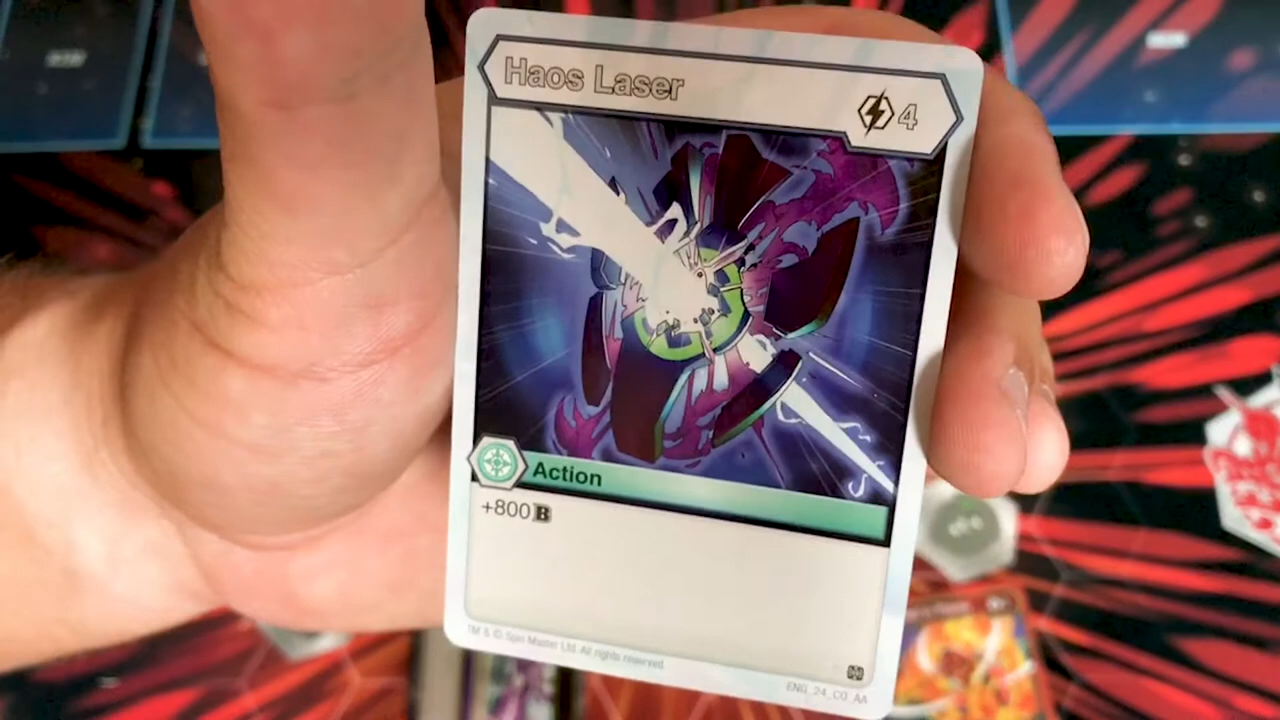 Haos Laser
4
Action
+800 B
™ & © Spin Master Ltd. All rights reserved.
ENG_24_CO_AA